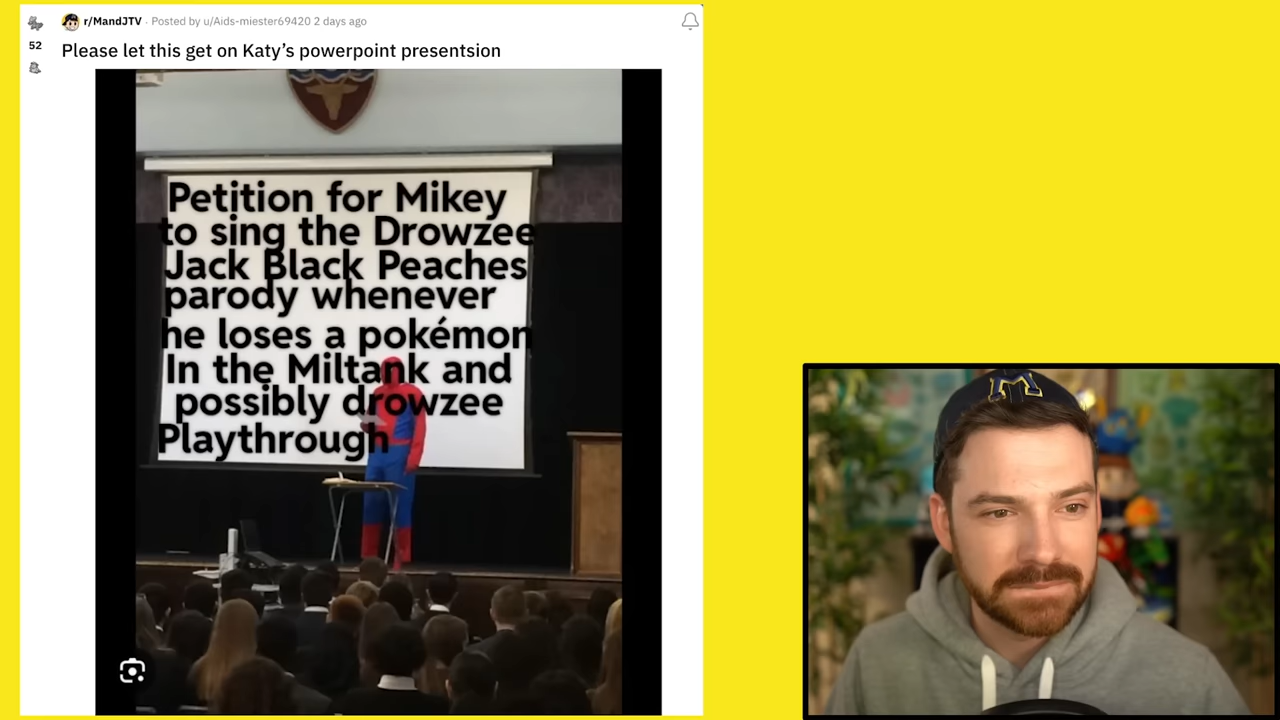 r/MandJTV · Posted by u/Aids-miester69420 2 days ago
52
Please let this get on Katy’s powerpoint presentsion
Petition for Mikey
to sing the Drowzee
Jack Black Peaches
parody whenever
he loses a pokémon
In the Miltank and
possibly drowzee
Playthrough
M